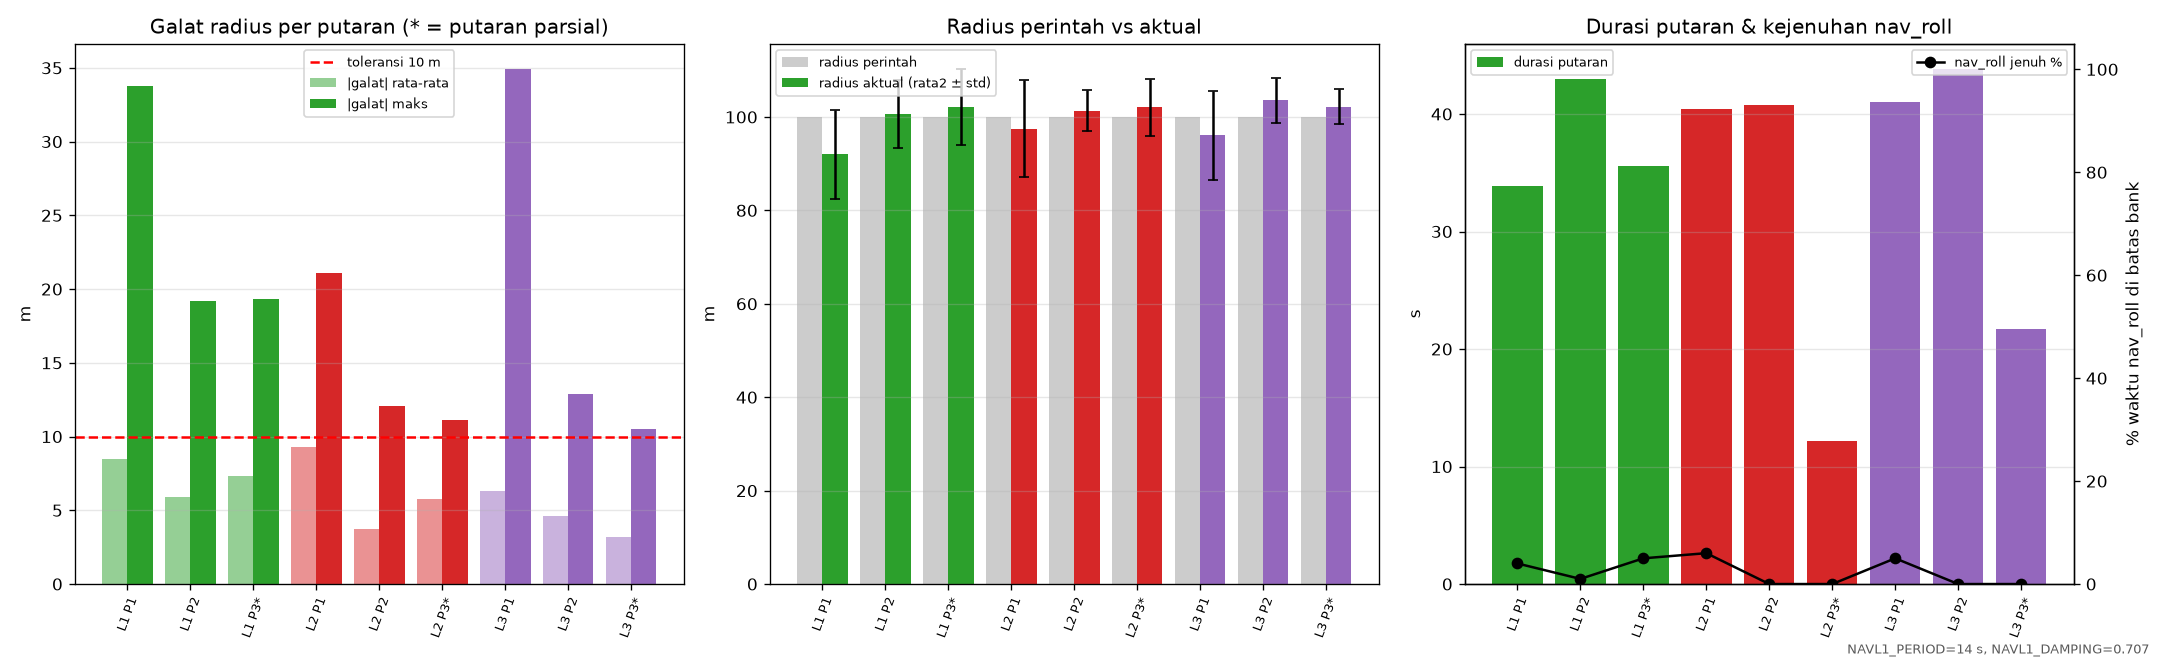 Galat radius per putaran (* = putaran parsial)
toleransi 10 m
|galat| rata-rata
|galat| maks
35
30
25
20
15
10
5
0
m
L1 P1
L1 P2
L1 P3*
L2 P1
L2 P2
L2 P3*
L3 P1
L3 P2
L3 P3*
Radius perintah vs aktual
radius perintah
radius aktual (rata2 ± std)
100
80
60
40
20
0
m
L1 P1
L1 P2
L1 P3*
L2 P1
L2 P2
L2 P3*
L3 P1
L3 P2
L3 P3*
Durasi putaran & kejenuhan nav_roll
durasi putaran
nav_roll jenuh %
40
30
20
10
0
s
100
80
60
40
20
0
% waktu nav_roll di batas bank
L1 P1
L1 P2
L1 P3*
L2 P1
L2 P2
L2 P3*
L3 P1
L3 P2
L3 P3*
NAVL1_PERIOD=14 s, NAVL1_DAMPING=0.707